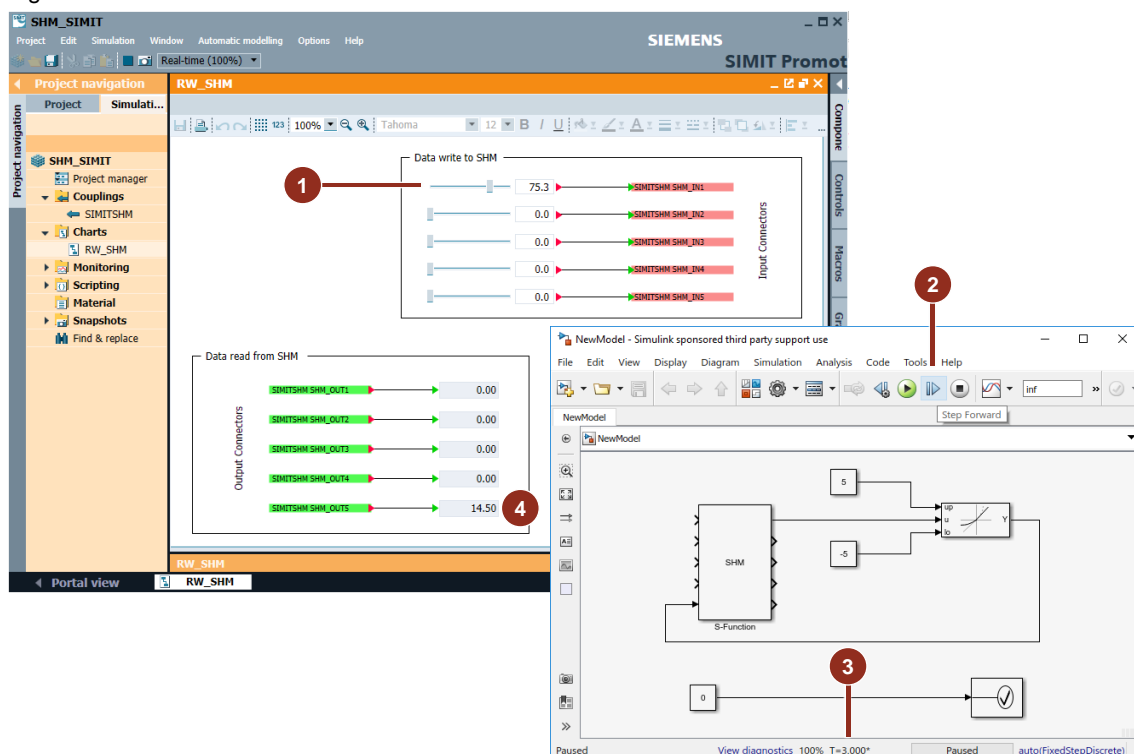 SHM_SIMIT
Project Edit Simulation Window Automatic modelling Options Help
SIEMENS
Real-time (100%)
SIMIT Promot
Project navigation
RW_SHM
Project navigation
Project Simulati...
Compone
Controls
Macros
100% Tahoma 12 B I U
SHM_SIMIT
Project manager
Couplings
SIMITSHM
Charts
RW_SHM
Monitoring
Scripting
Material
Snapshots
Find & replace
Data write to SHM
1
75.3 SIMITSHM SHM_IN1
0.0 SIMITSHM SHM_IN2
0.0 SIMITSHM SHM_IN3
0.0 SIMITSHM SHM_IN4
0.0 SIMITSHM SHM_IN5
Input Connectors
Data read from SHM
SIMITSHM SHM_OUT1 0.00
SIMITSHM SHM_OUT2 0.00
SIMITSHM SHM_OUT3 0.00
SIMITSHM SHM_OUT4 0.00
SIMITSHM SHM_OUT5 14.50
Output Connectors
4
RW_SHM
Portal view RW_SHM
2
NewModel - Simulink sponsored third party support use
File Edit View Display Diagram Simulation Analysis Code Tools Help
inf
Step Forward
NewModel
NewModel
5
up
u Y
lo
-5
SHM
S-Function
3
0
Paused View diagnostics 100% T=3.000* Paused auto(FixedStepDiscrete)